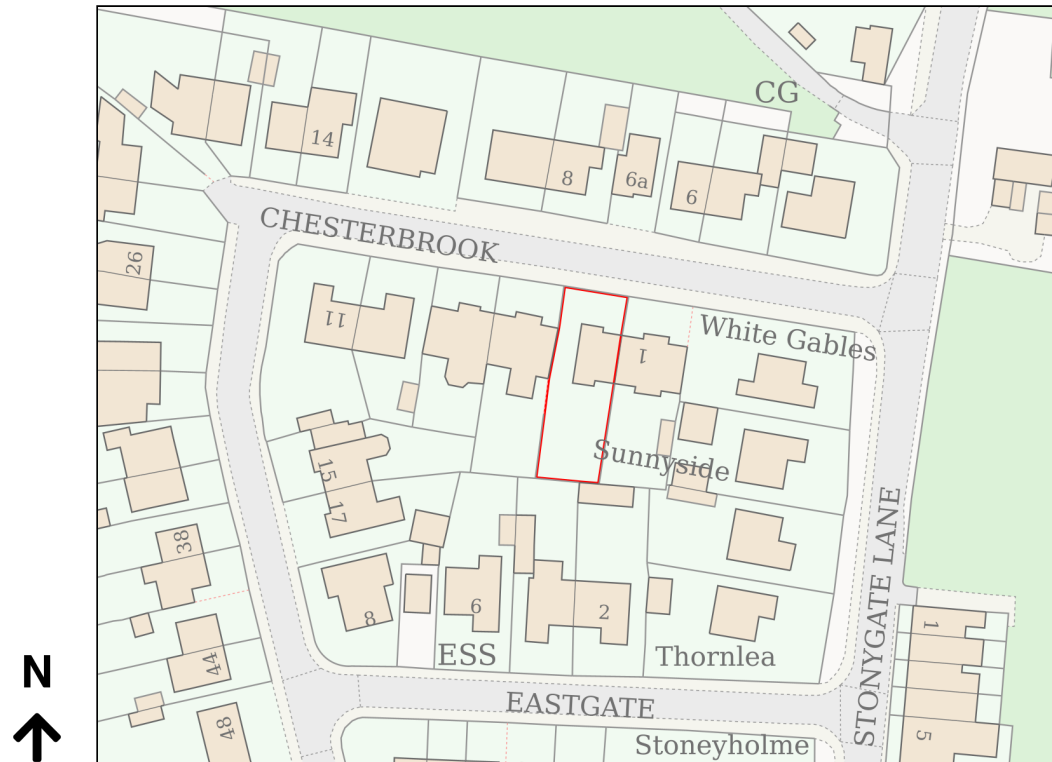 CG
14
8
6a
6
CHESTERBROOK
26
11
1
White Gables
Sunnyside
15
17
38
8
6
2
1
44
ESS
Thornlea
STONYGATE LANE
EASTGATE
48
5
Stoneyholme
N